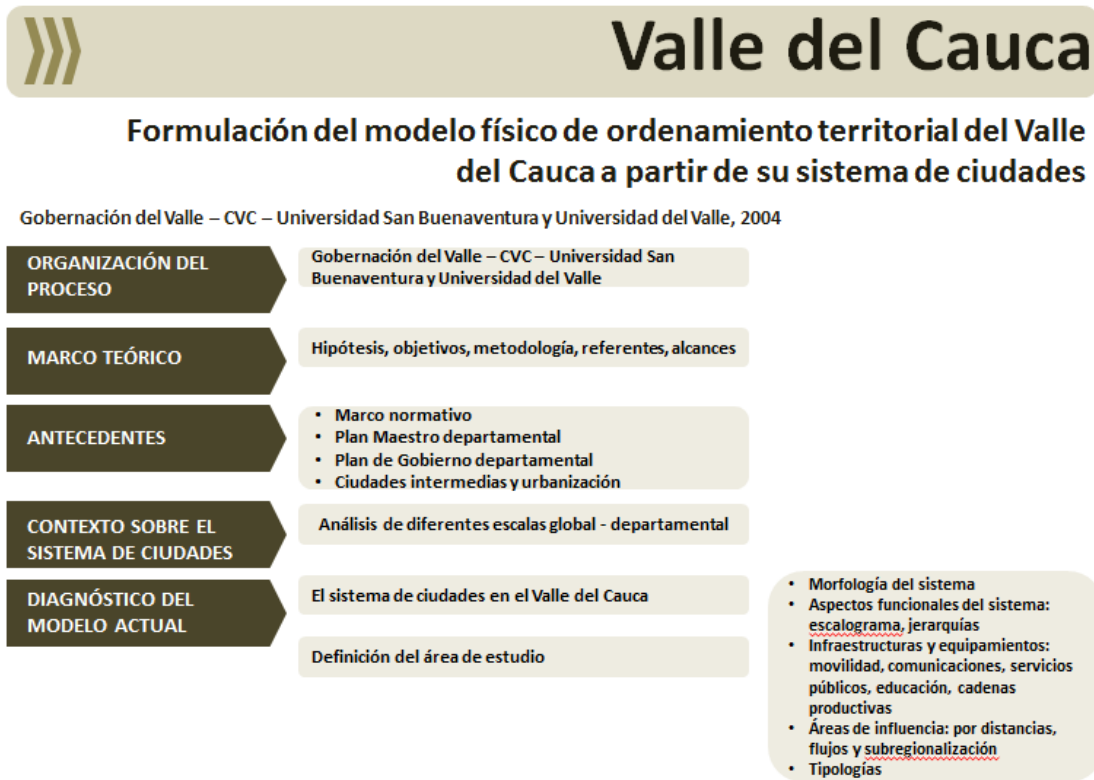 Valle del Cauca
Formulación del modelo físico de ordenamiento territorial del Valle
del Cauca a partir de su sistema de ciudades
Gobernación del Valle – CVC – Universidad San Buenaventura y Universidad del Valle, 2004
ORGANIZACIÓN DEL
PROCESO
Gobernación del Valle – CVC – Universidad San
Buenaventura y Universidad del Valle
MARCO TEÓRICO
Hipótesis, objetivos, metodología, referentes, alcances
ANTECEDENTES
• Marco normativo
• Plan Maestro departamental
• Plan de Gobierno departamental
• Ciudades intermedias y urbanización
CONTEXTO SOBRE EL
SISTEMA DE CIUDADES
Análisis de diferentes escalas global - departamental
DIAGNÓSTICO DEL
MODELO ACTUAL
El sistema de ciudades en el Valle del Cauca
Definición del área de estudio
• Morfología del sistema
• Aspectos funcionales del sistema:
escalograma, jerarquías
• Infraestructuras y equipamientos:
movilidad, comunicaciones, servicios
públicos, educación, cadenas
productivas
• Áreas de influencia: por distancias,
flujos y subregionalización
• Tipologías